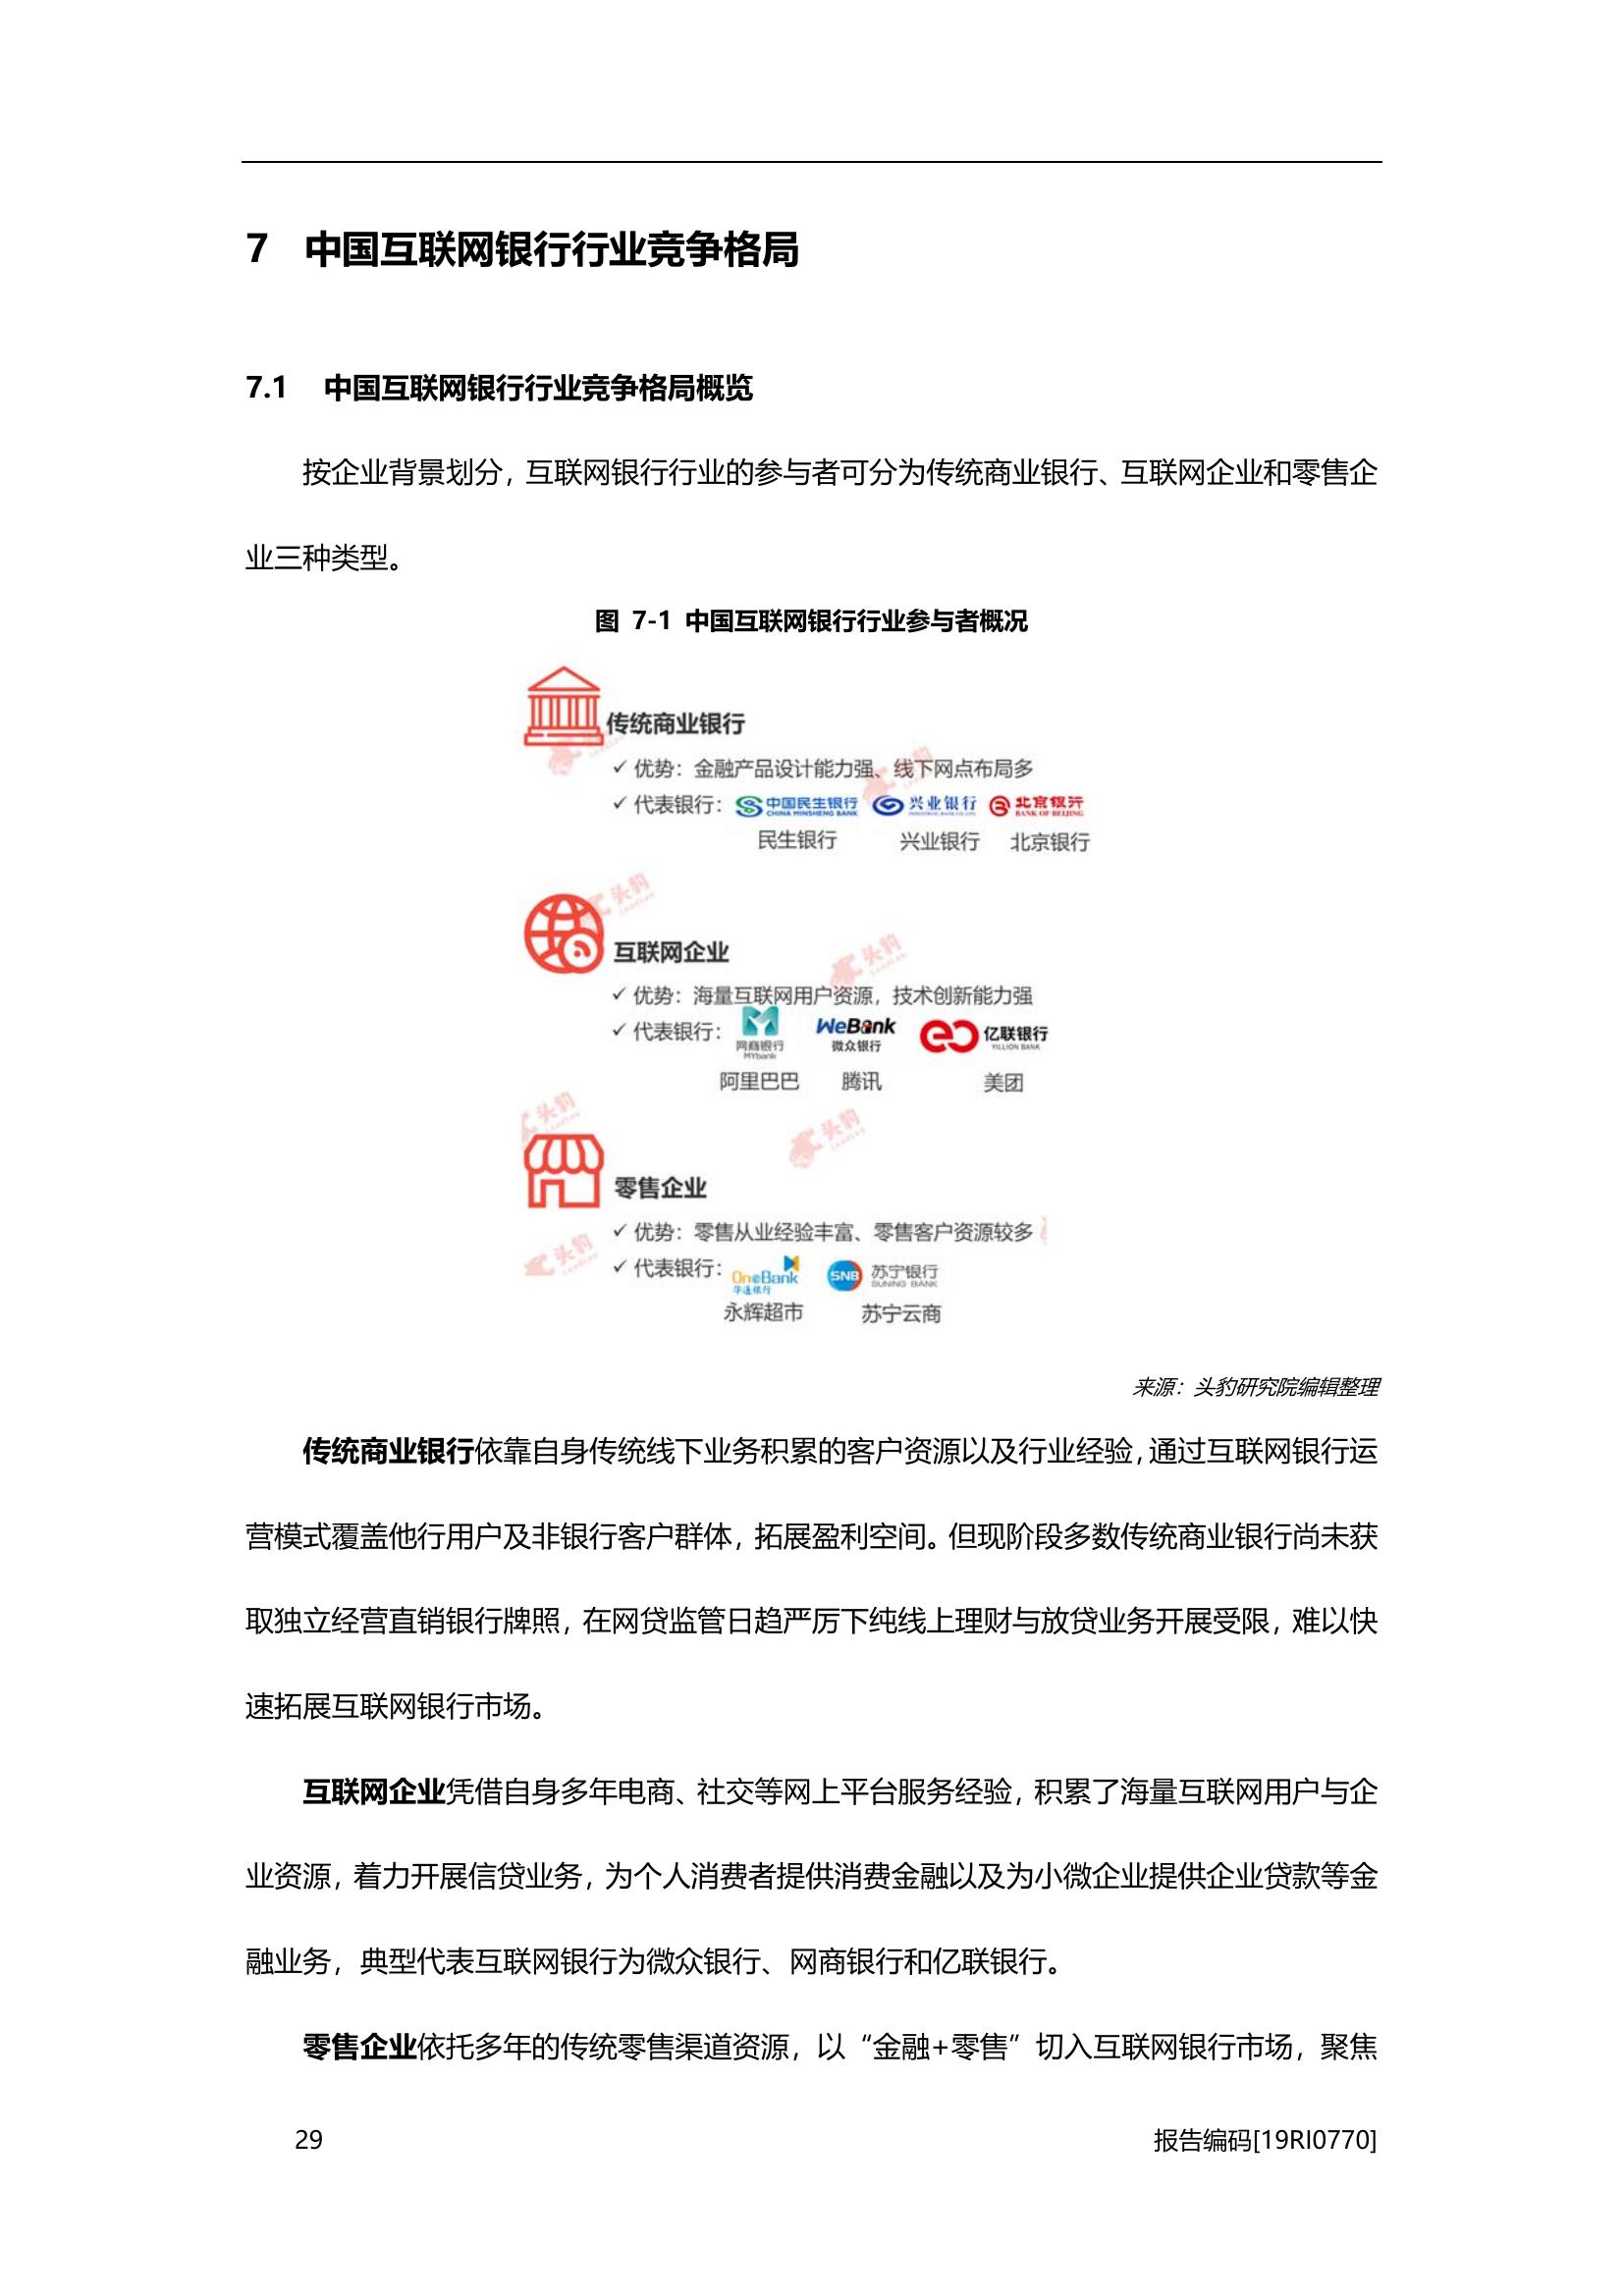 7 中国互联网银行行业竞争格局
7.1 中国互联网银行行业竞争格局概览
按企业背景划分，互联网银行行业的参与者可分为传统商业银行、互联网企业和零售企
业三种类型。
图 7-1 中国互联网银行行业参与者概况
传统商业银行
✓ 优势：金融产品设计能力强、线下网点布局多
✓ 代表银行：中国民生银行 CHINA MINSHENG BANK 兴业银行 INDUSTRIAL BANK CO.,LTD. 北京银行 BANK OF BEIJING
民生银行 兴业银行 北京银行
互联网企业
✓ 优势：海量互联网用户资源，技术创新能力强
✓ 代表银行：网商银行 MYbank WeBank 微众银行 亿联银行 YILLION BANK
阿里巴巴 腾讯 美团
零售企业
✓ 优势：零售从业经验丰富、零售客户资源较多
✓ 代表银行：OneBank 华通银行 SNB 苏宁银行 SUNING BANK
永辉超市 苏宁云商
头豹
LeadLeo
来源：头豹研究院编辑整理
传统商业银行依靠自身传统线下业务积累的客户资源以及行业经验，通过互联网银行运
营模式覆盖他行用户及非银行客户群体，拓展盈利空间。但现阶段多数传统商业银行尚未获
取独立经营直销银行牌照，在网贷监管日趋严厉下纯线上理财与放贷业务开展受限，难以快
速拓展互联网银行市场。
互联网企业凭借自身多年电商、社交等网上平台服务经验，积累了海量互联网用户与企
业资源，着力开展信贷业务，为个人消费者提供消费金融以及为小微企业提供企业贷款等金
融业务，典型代表互联网银行为微众银行、网商银行和亿联银行。
零售企业依托多年的传统零售渠道资源，以“金融+零售”切入互联网银行市场，聚焦
29 报告编码[19RI0770]